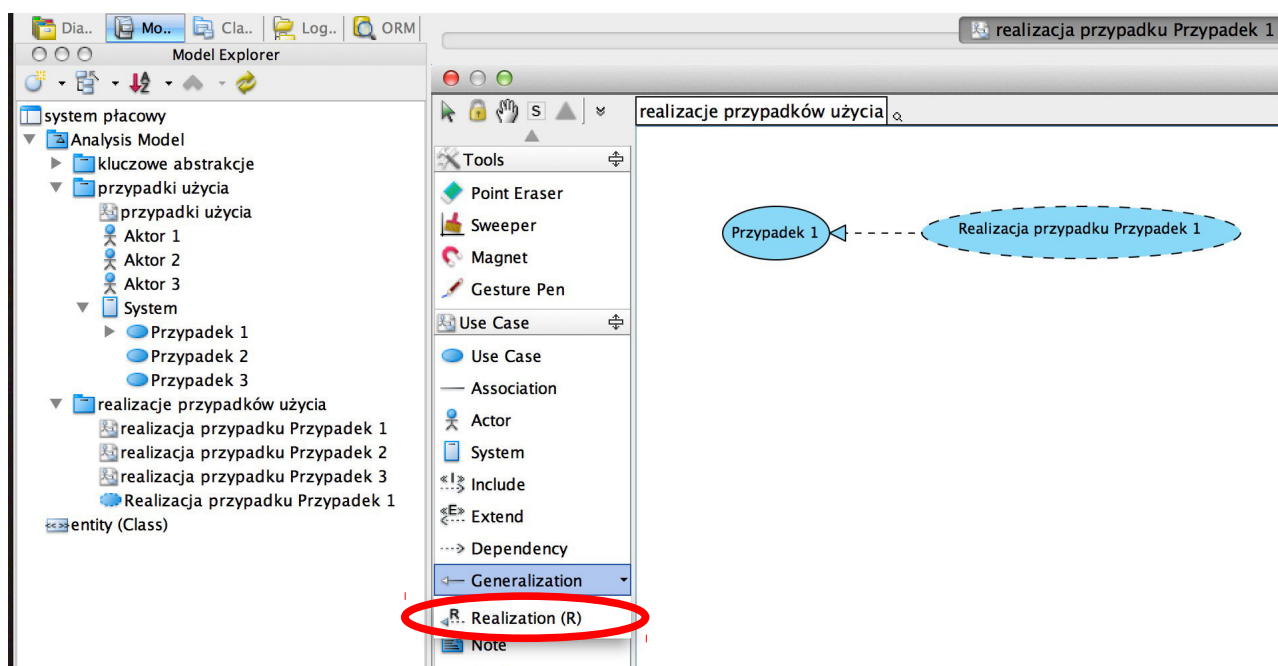 Dia..
Mo..
Cla..
Log..
ORM
realizacja przypadku Przypadek 1
Model Explorer
system płacowy
Analysis Model
kluczowe abstrakcje
przypadki użycia
przypadki użycia
Aktor 1
Aktor 2
Aktor 3
System
Przypadek 1
Przypadek 2
Przypadek 3
realizacje przypadków użycia
realizacja przypadku Przypadek 1
realizacja przypadku Przypadek 2
realizacja przypadku Przypadek 3
Realizacja przypadku Przypadek 1
entity (Class)
S
realizacje przypadków użycia
Tools
Point Eraser
Sweeper
Magnet
Gesture Pen
Use Case
Use Case
Association
Actor
System
«I» Include
«E» Extend
Dependency
Generalization
R Realization (R)
Note
Przypadek 1
Realizacja przypadku Przypadek 1